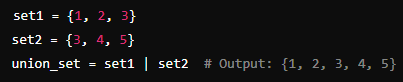 set1 = {1, 2, 3}
set2 = {3, 4, 5}
union_set = set1 | set2  # Output: {1, 2, 3, 4, 5}